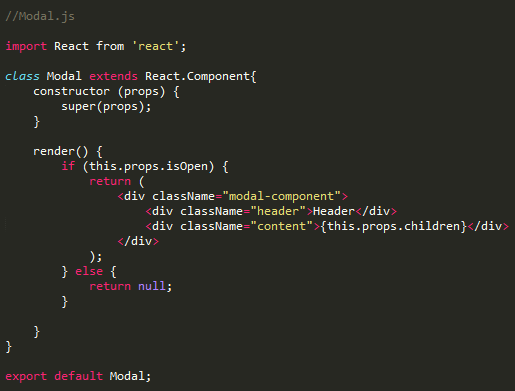 //Modal.js
import React from 'react';
class Modal extends React.Component{
    constructor (props) {
        super(props);
    }
    render() {
        if (this.props.isOpen) {
            return (
                <div className="modal-component">
                    <div className="header">Header</div>
                    <div className="content">{this.props.children}</div>
                </div>
            );
        } else {
            return null;
        }
    }
}
export default Modal;